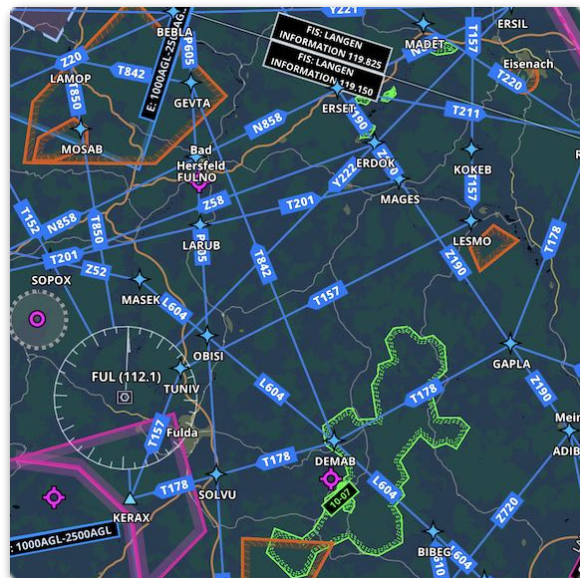 Y221
ERSIL
BEBLA
FIS: LANGEN
INFORMATION 119.825
MADET
T157
Z20
P605
E: 1000AGL-2500AGL
FIS: LANGEN
INFORMATION 119.150
Eisenach
LAMOP
T842
T220
T850
GEVTA
ERSET
T211
N858
MOSAB
Bad
Hersfeld
FULNO
ERDOK
KOKEB
Y222
T157
Z58
MAGES
T201
T152
N858
T850
LARUB
LESMO
T178
P605
T842
Z190
T201
Z52
SOPOX
MASEK
L604
T157
OBISI
GAPLA
FUL (112.1)
TUNIV
L604
T178
Z190
T157
Fulda
ADIB
T178
DEMAB
T178
SOLVU
L604
10-07
Z720
KERAX
: 1000AGL-2500AGL
BIBEG
L604